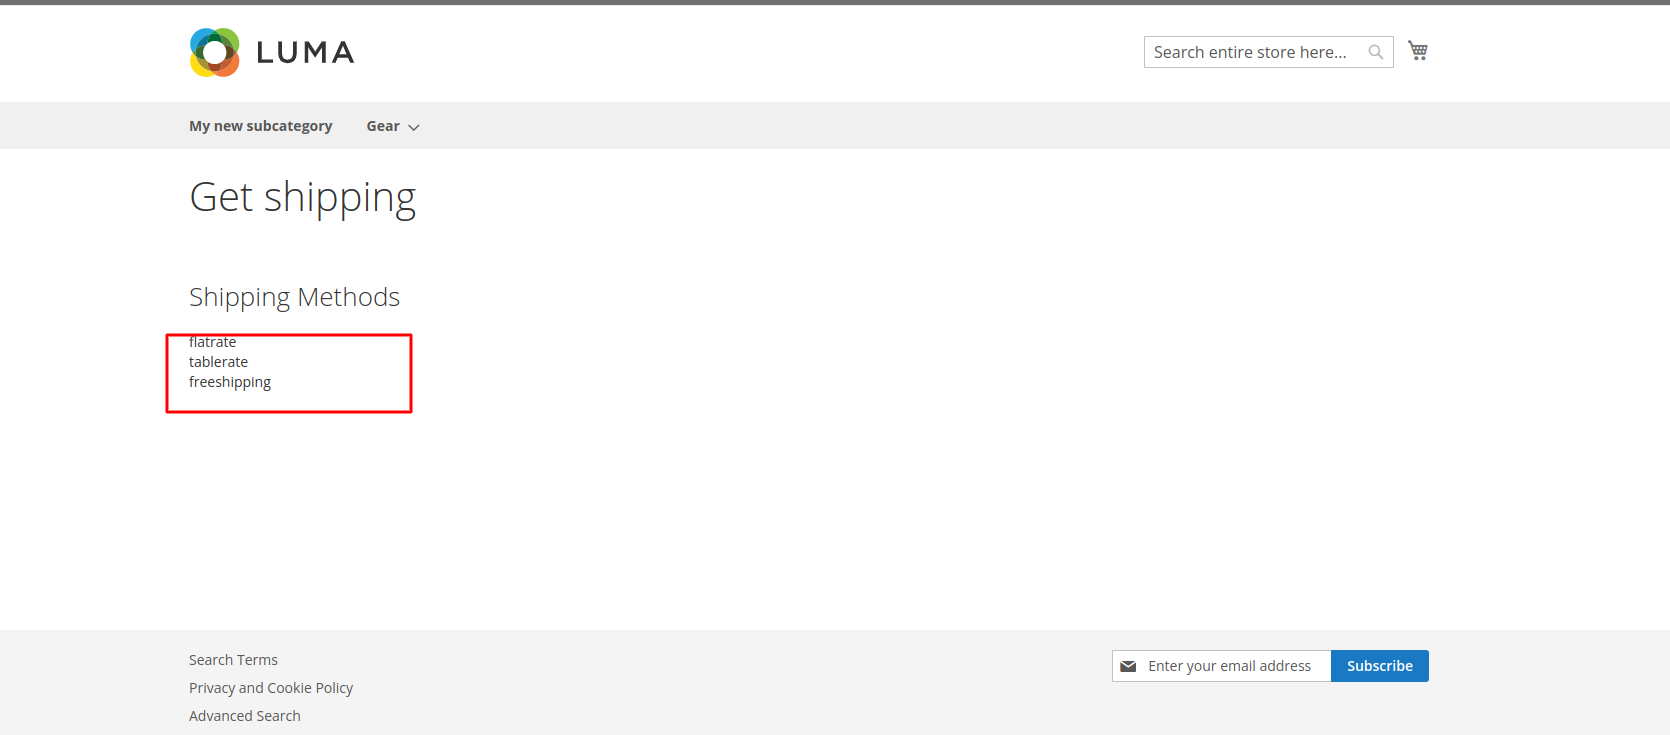 LUMA
Search entire store here...
My new subcategory Gear
Get shipping
Shipping Methods
flatrate
tablerate
freeshipping
Search Terms
Privacy and Cookie Policy
Advanced Search
Enter your email address Subscribe